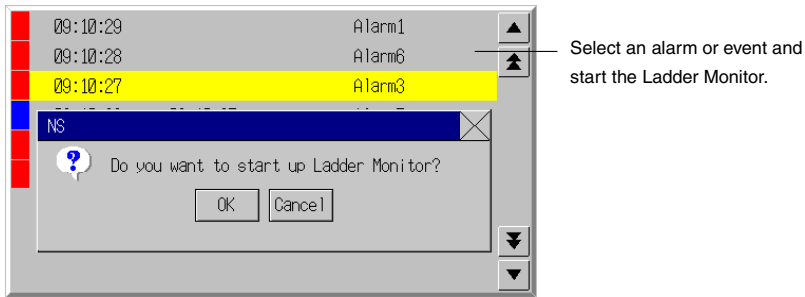 09:10:29 Alarm1
09:10:28 Alarm6
09:10:27 Alarm3
NS
Do you want to start up Ladder Monitor?
OK Cancel
Select an alarm or event and
start the Ladder Monitor.